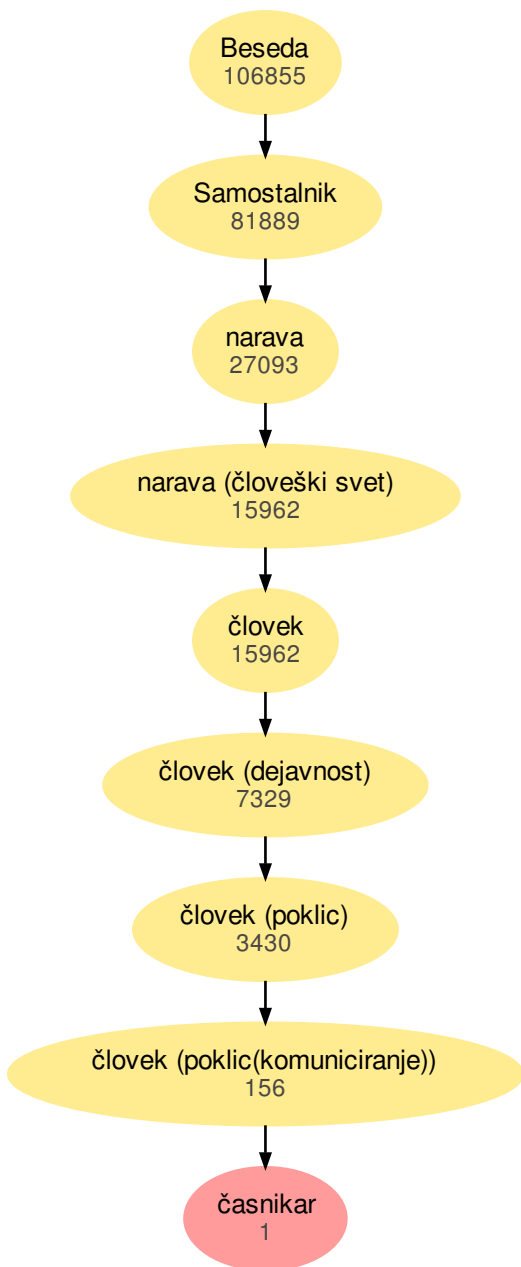 Beseda
106855
Samostalnik
81889
narava
27093
narava (človeški svet)
15962
človek
15962
človek (dejavnost)
7329
človek (poklic)
3430
človek (poklic(komuniciranje))
156
časnikar
1